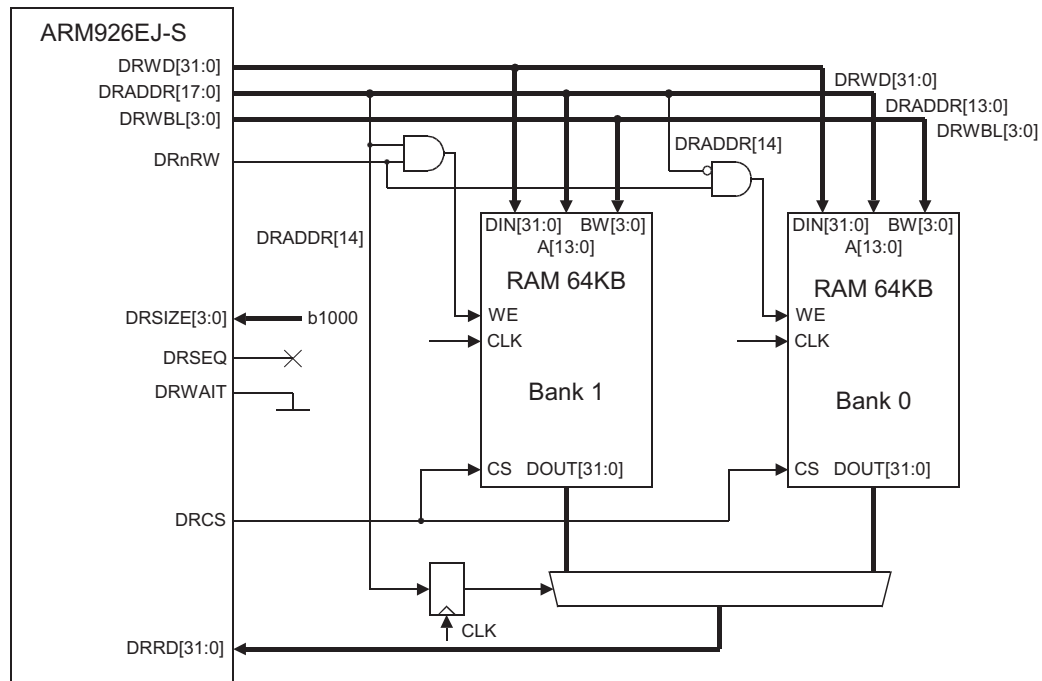 ARM926EJ-S
DRWD[31:0]
DRADDR[17:0]
DRWBL[3:0]
DRnRW
DRWD[31:0]
DRADDR[13:0]
DRWBL[3:0]
DRADDR[14]
DRADDR[14]
DIN[31:0] BW[3:0]
A[13:0]
RAM 64KB
WE
CLK
Bank 1
CS DOUT[31:0]
DIN[31:0] BW[3:0]
A[13:0]
RAM 64KB
WE
CLK
Bank 0
CS DOUT[31:0]
DRSIZE[3:0] b1000
DRSEQ
DRWAIT
DRCS
CLK
DRRD[31:0]